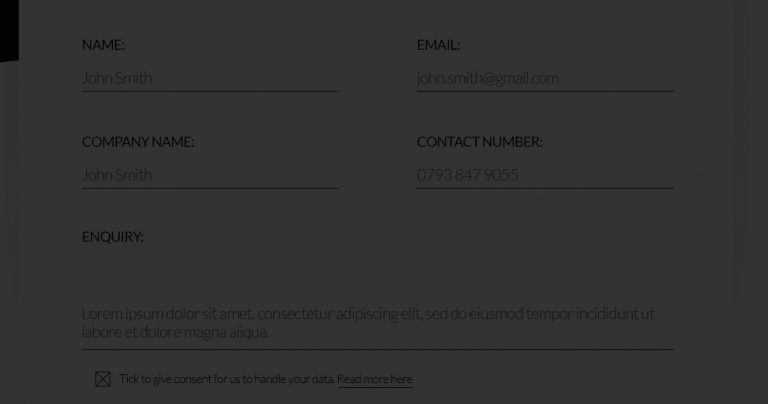 NAME: EMAIL:
John Smith john.smith@gmail.com
COMPANY NAME: CONTACT NUMBER:
John Smith 0793 847 9055
ENQUIRY:
Lorem ipsum dolor sit amet, consectetur adipiscing elit, sed do eiusmod tempor incididunt ut
labore et dolore magna aliqua.
Tick to give consent for us to handle your data. Read more here